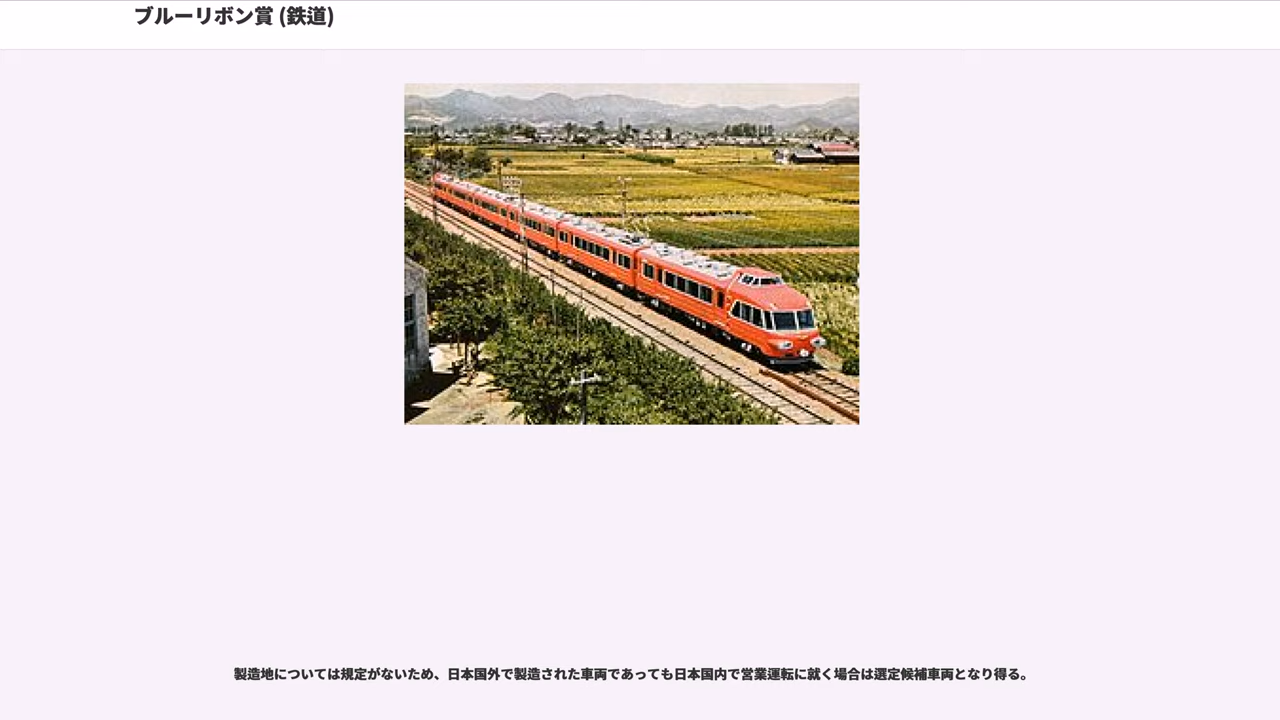 ブルーリボン賞 (鉄道)
製造地については規定がないため、日本国外で製造された車両であっても日本国内で営業運転に就く場合は選定候補車両となり得る。